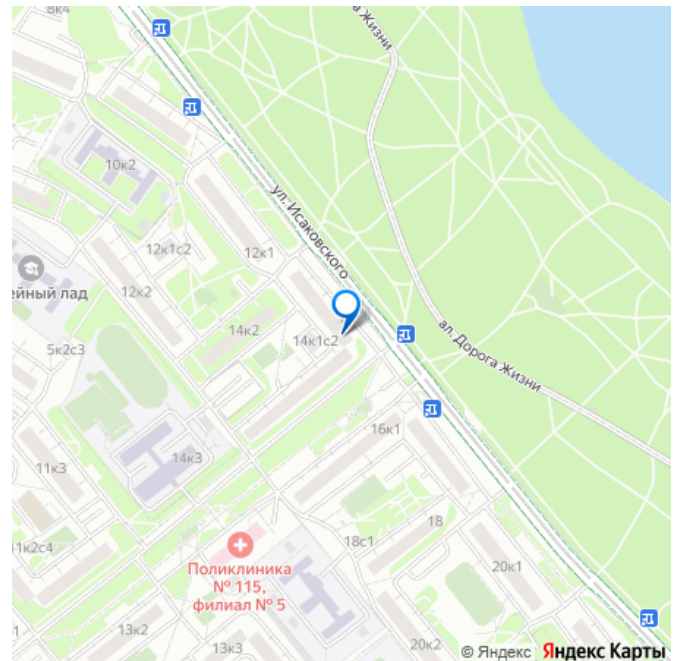 8к4
а Жизни
10к2
ул. Исаковского
12к1с2
12к1
ейный лад
12к2
14к2
14к1с2
5к2с3
ал. Дорога Жизни
16к1
14к3
11к3
18
18с1
1к2с4
Поликлиника
№ 115,
филиал № 5
20к1
13к2
13к3
20к2
© Яндекс Яндекс Карты